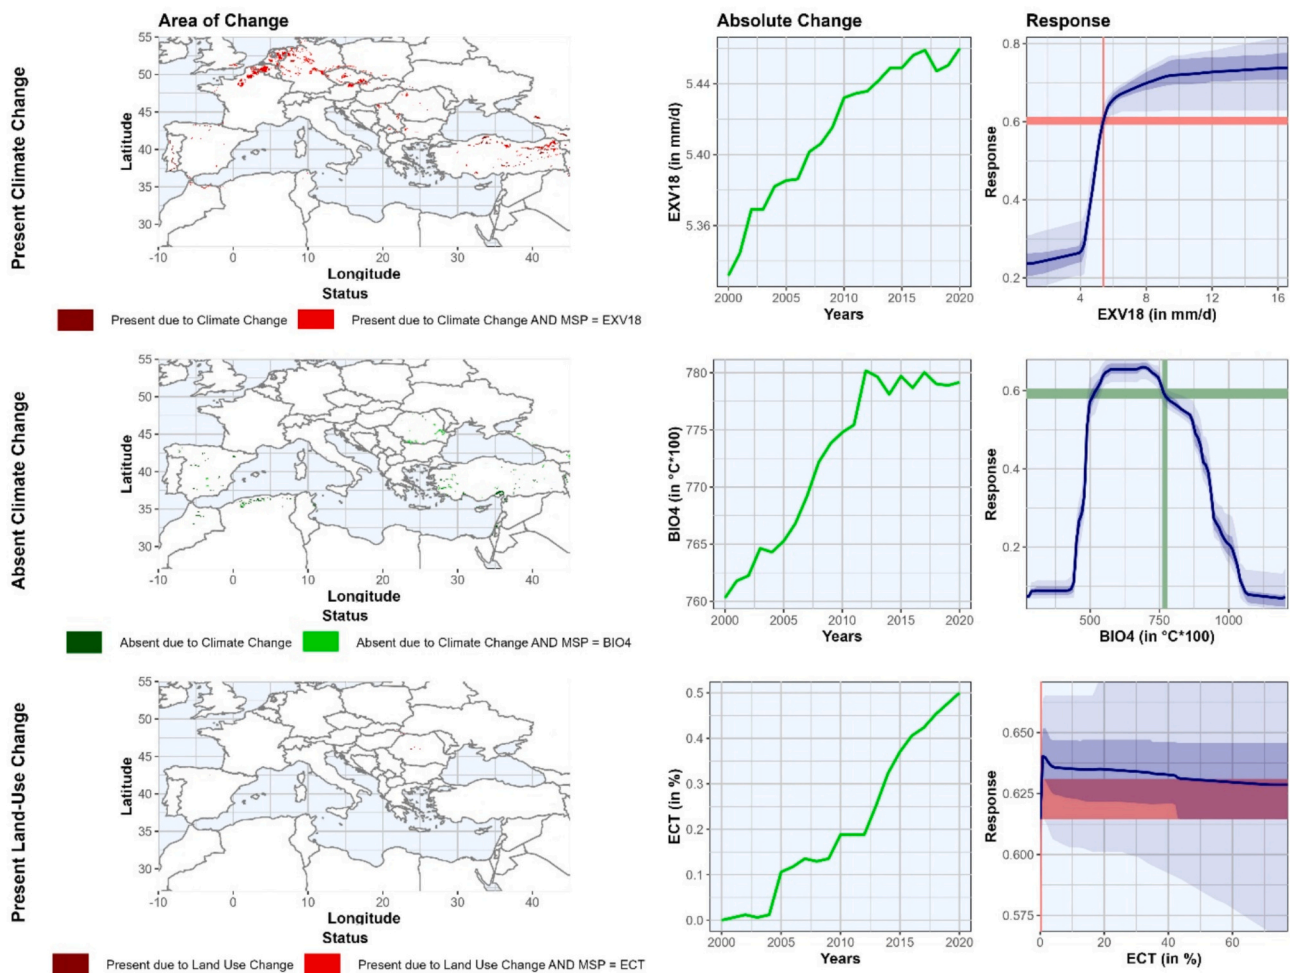 Area of Change
Absolute Change
Response
Present Climate Change
Latitude
55
50
45
40
35
30
-10
0
10
20
30
40
Longitude
EXV18 (in mm/d)
5.44
5.40
5.36
2000
2005
2010
2015
2020
Years
Response
0.8
0.6
0.4
0.2
4
8
12
16
EXV18 (in mm/d)
Status
Present due to Climate Change
Present due to Climate Change AND MSP = EXV18
Absent Climate Change
Latitude
55
50
45
40
35
30
-10
0
10
20
30
40
Longitude
BIO4 (in °C*100)
780
775
770
765
760
2000
2005
2010
2015
2020
Years
Response
0.6
0.4
0.2
500
750
1000
BIO4 (in °C*100)
Status
Absent due to Climate Change
Absent due to Climate Change AND MSP = BIO4
Present Land-Use Change
Latitude
55
50
45
40
35
30
-10
0
10
20
30
40
Longitude
ECT (in %)
0.5
0.4
0.3
0.2
0.1
0.0
2000
2005
2010
2015
2020
Years
Response
0.650
0.625
0.600
0.575
0
20
40
60
ECT (in %)
Status
Present due to Land Use Change
Present due to Land Use Change AND MSP = ECT